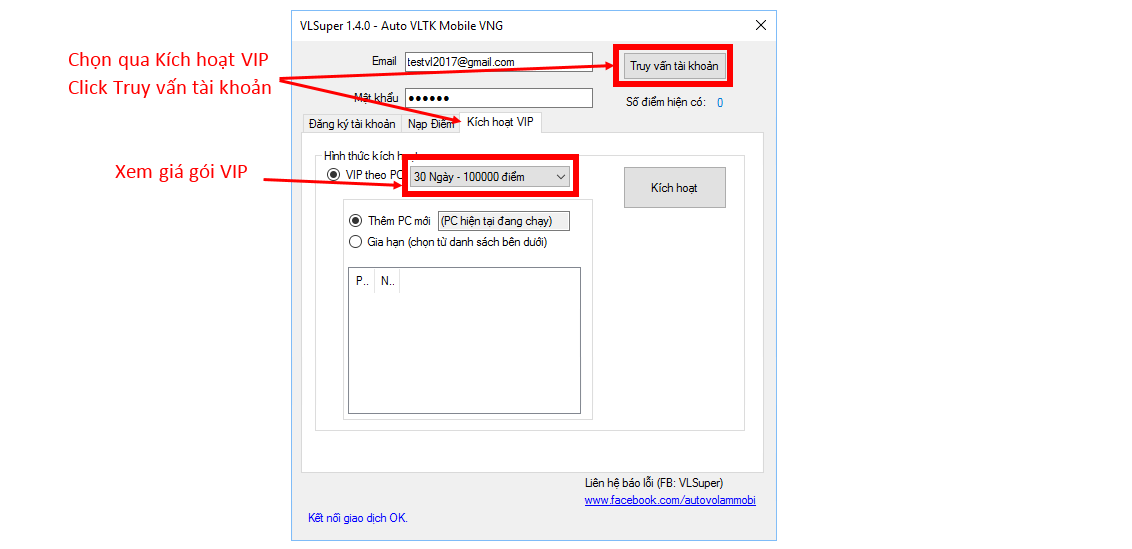 VLSuper 1.4.0 - Auto VLTK Mobile VNG
Chọn qua Kích hoạt VIP
Click Truy vấn tài khoản
Email
testvl2017@gmail.com
Truy vấn tài khoản
Mật khẩu
●●●●●●
Số điểm hiện có: 0
Đăng ký tài khoản
Nạp Điểm
Kích hoạt VIP
Xem giá gói VIP
Hình thức kích hoạt
VIP theo PC
30 Ngày - 100000 điểm
Kích hoạt
Thêm PC mới
(PC hiện tại đang chạy)
Gia hạn (chọn từ danh sách bên dưới)
P.. N..
Liên hệ báo lỗi (FB: VLSuper)
www.facebook.com/autovolammobi
Kết nối giao dịch OK.